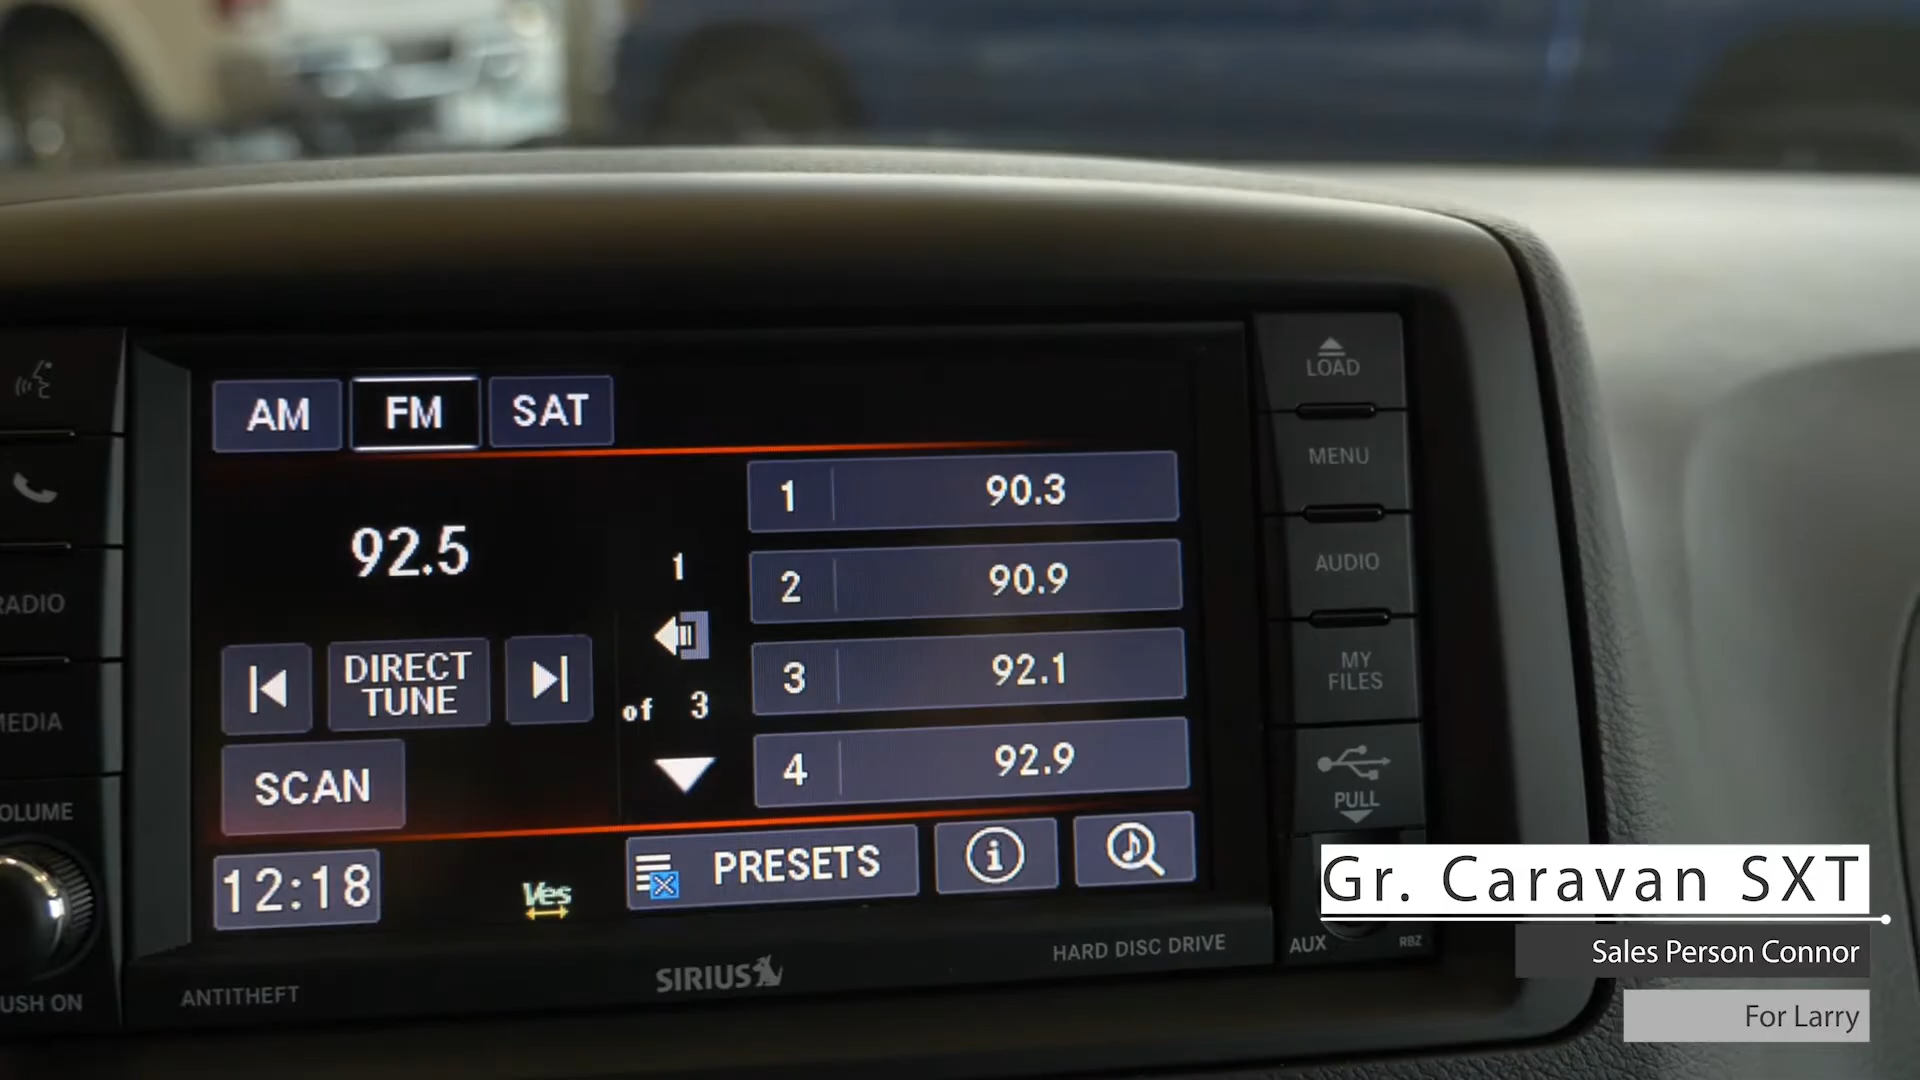 AM FM SAT
92.5
DIRECT
TUNE
SCAN
12:18
1
of 3
1 90.3
2 90.9
3 92.1
4 92.9
Ves
PRESETS
RADIO
MEDIA
VOLUME
PUSH ON
ANTITHEFT
SIRIUS
HARD DISC DRIVE
LOAD
MENU
AUDIO
MY
FILES
PULL
AUX
RBZ
Gr. Caravan SXT
Sales Person Connor
For Larry